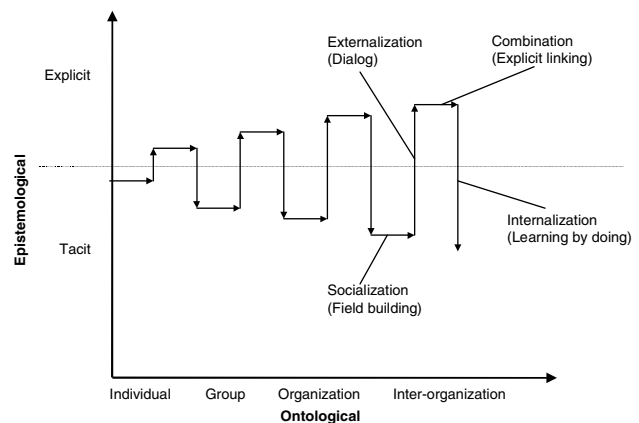 Externalization
(Dialog)
Combination
(Explicit linking)
Explicit
Epistemological
Tacit
Internalization
(Learning by doing)
Socialization
(Field building)
Individual Group Organization Inter-organization
Ontological